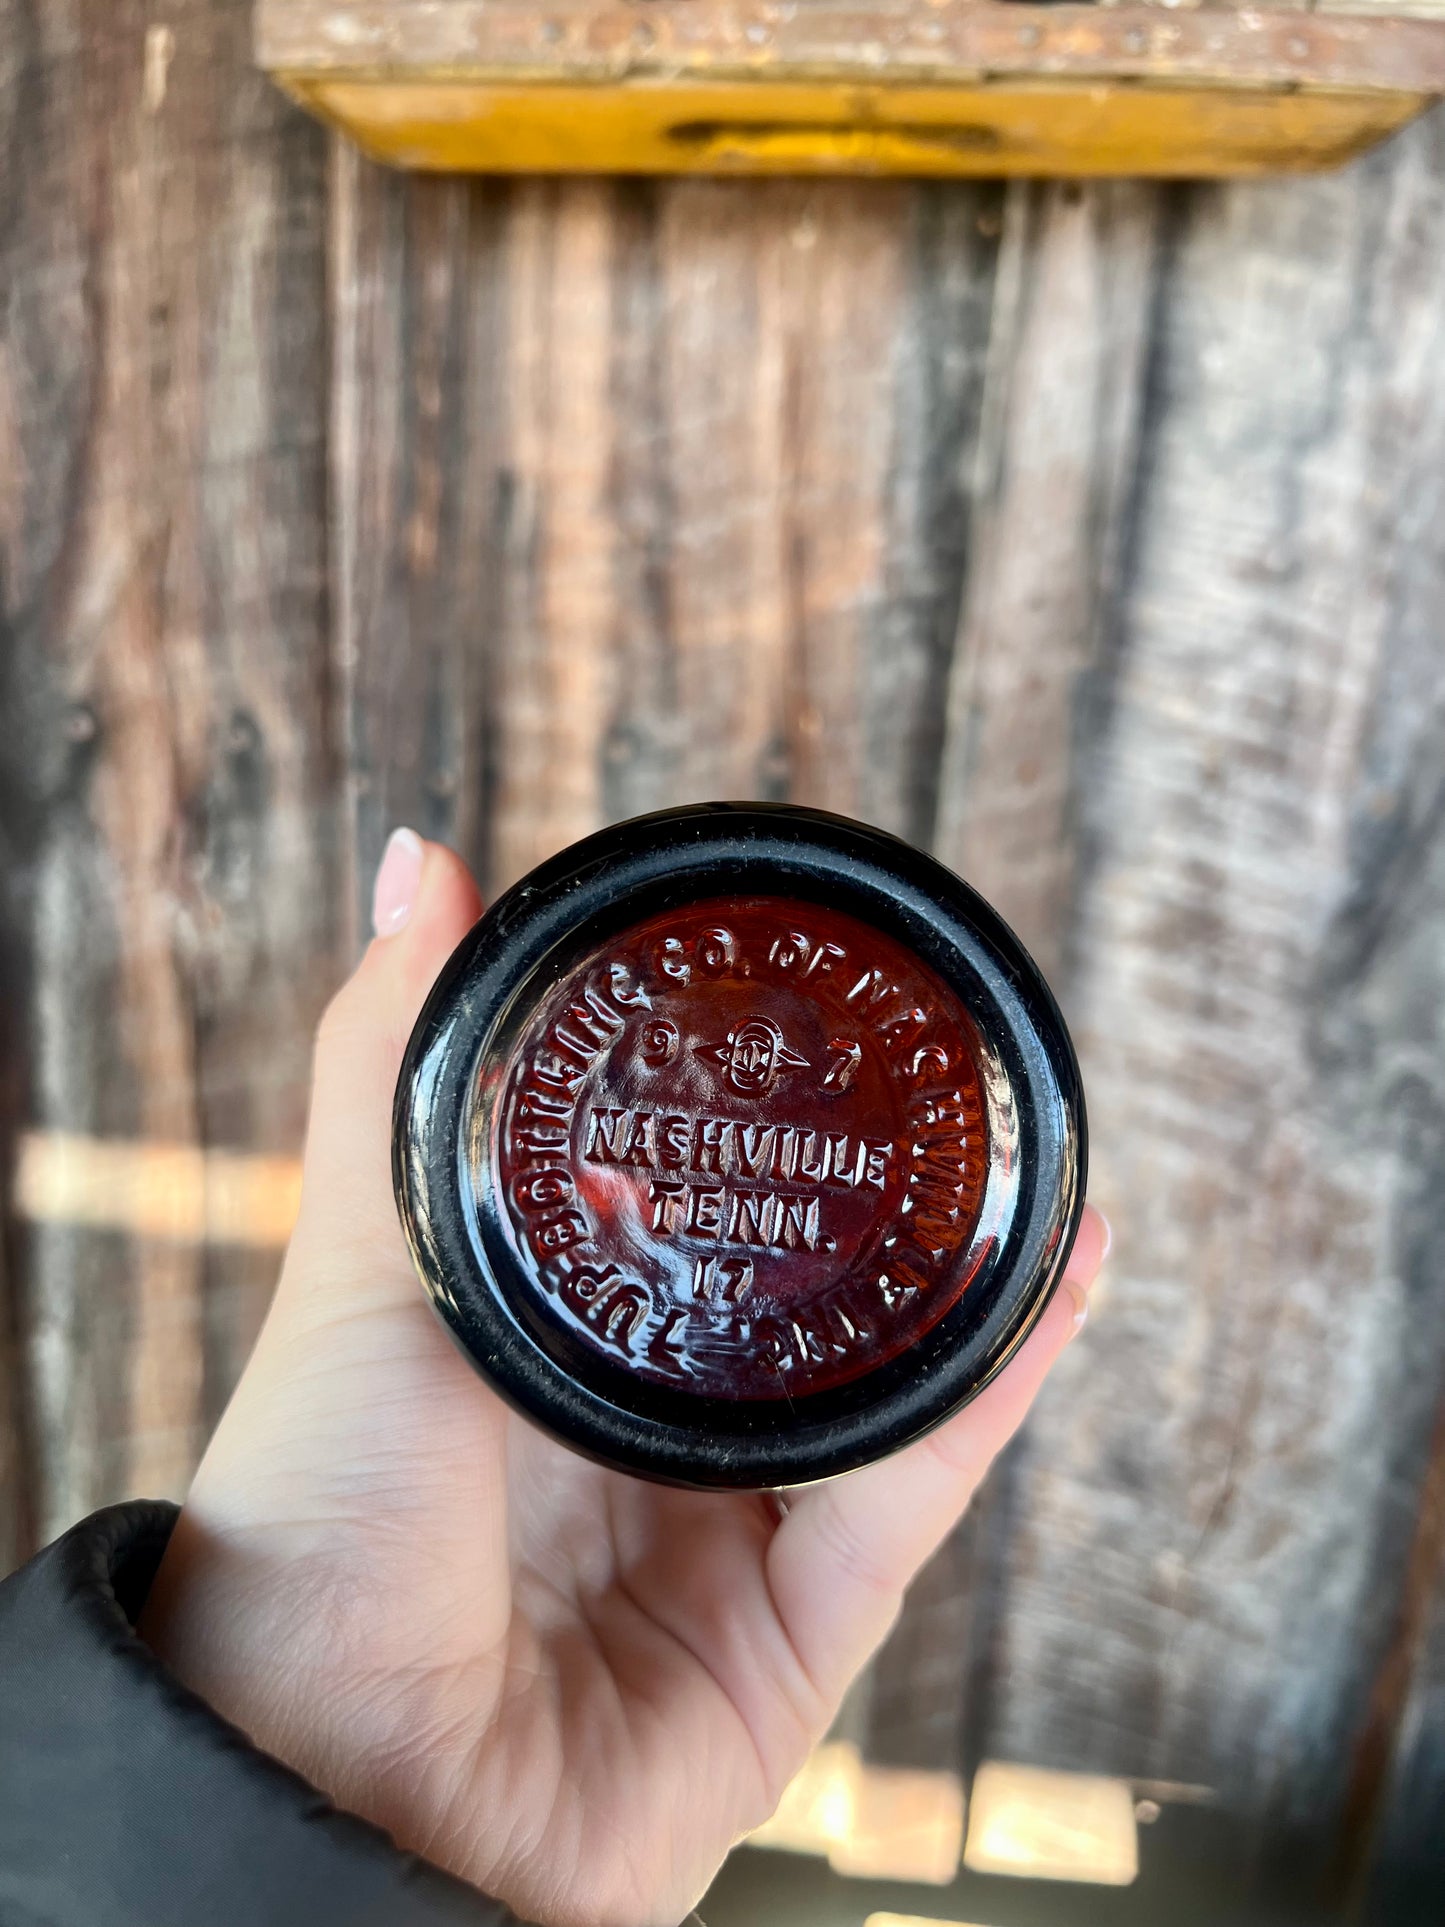 7UP BOTTLING CO. OF NASHVILLE, INC.
9 7
NASHVILLE
TENN.
17